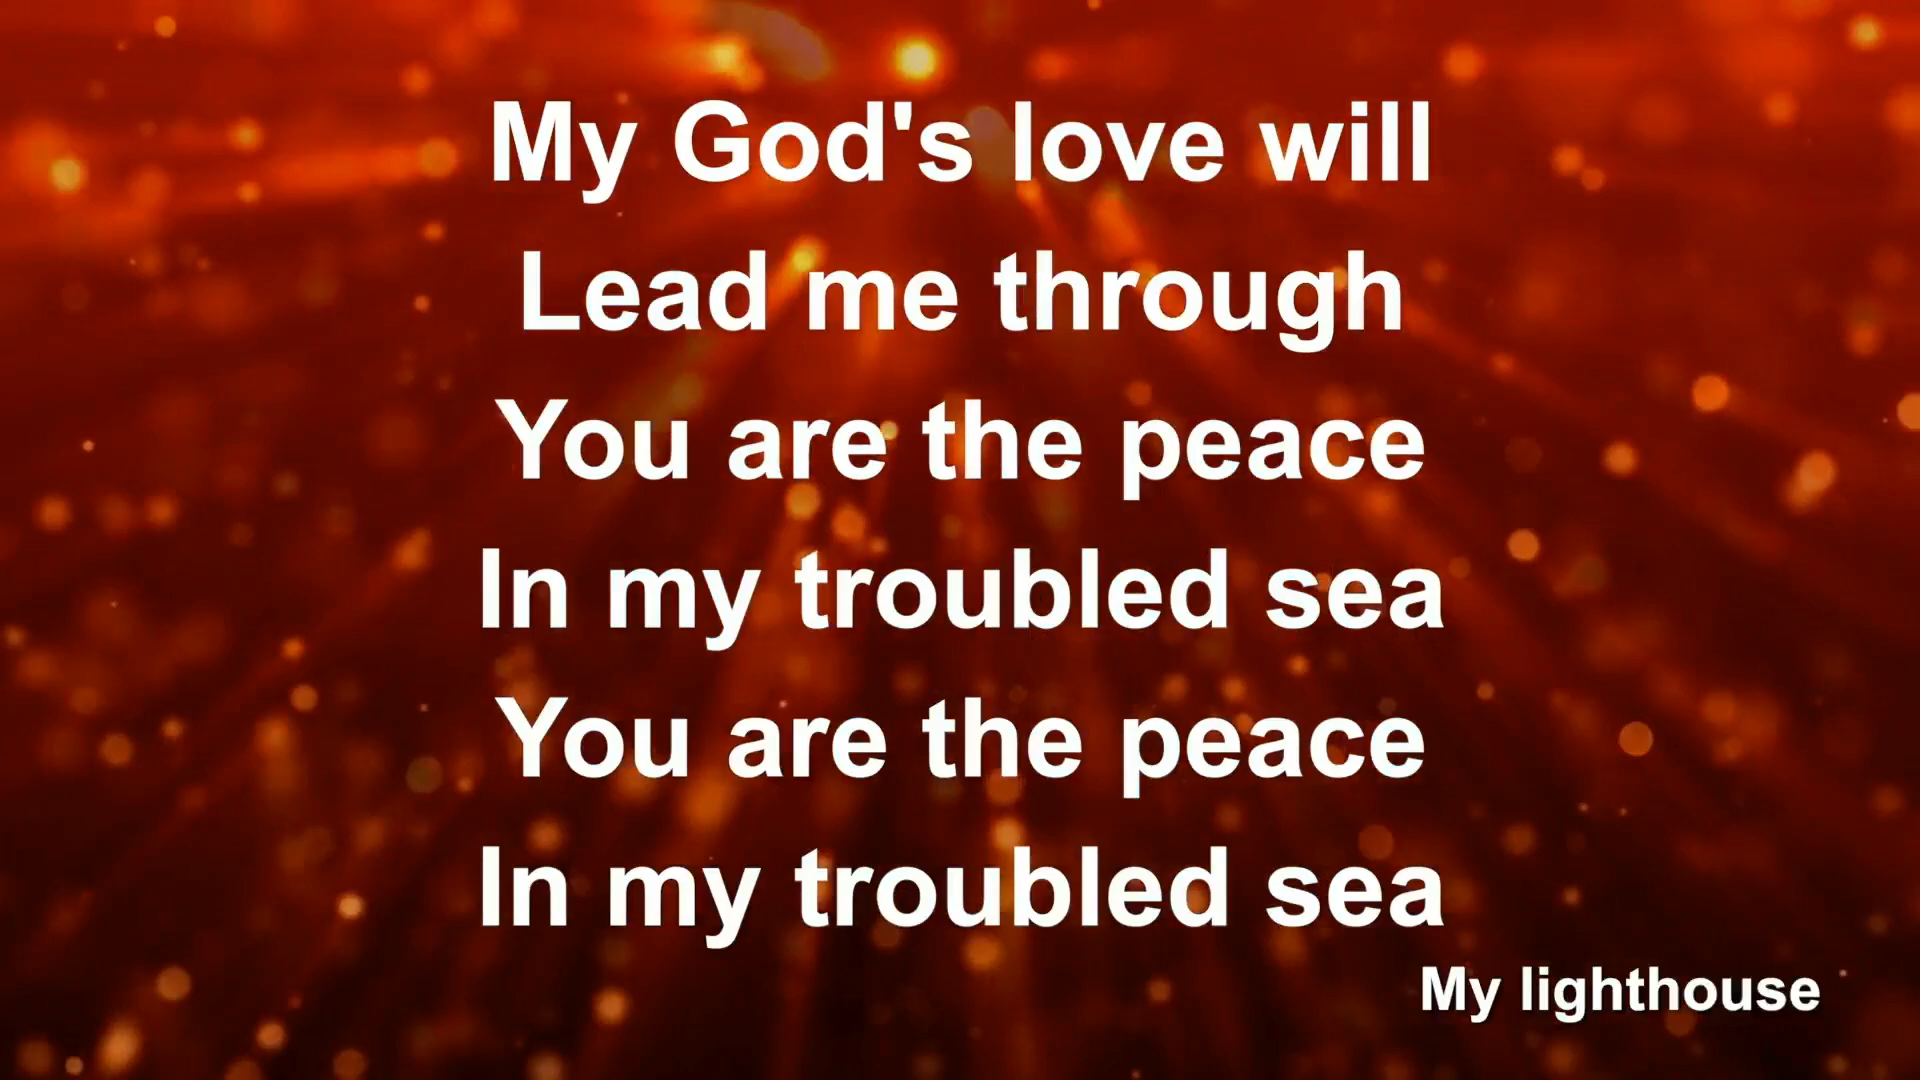 My God's love will
Lead me through
You are the peace
In my troubled sea
You are the peace
In my troubled sea
My lighthouse